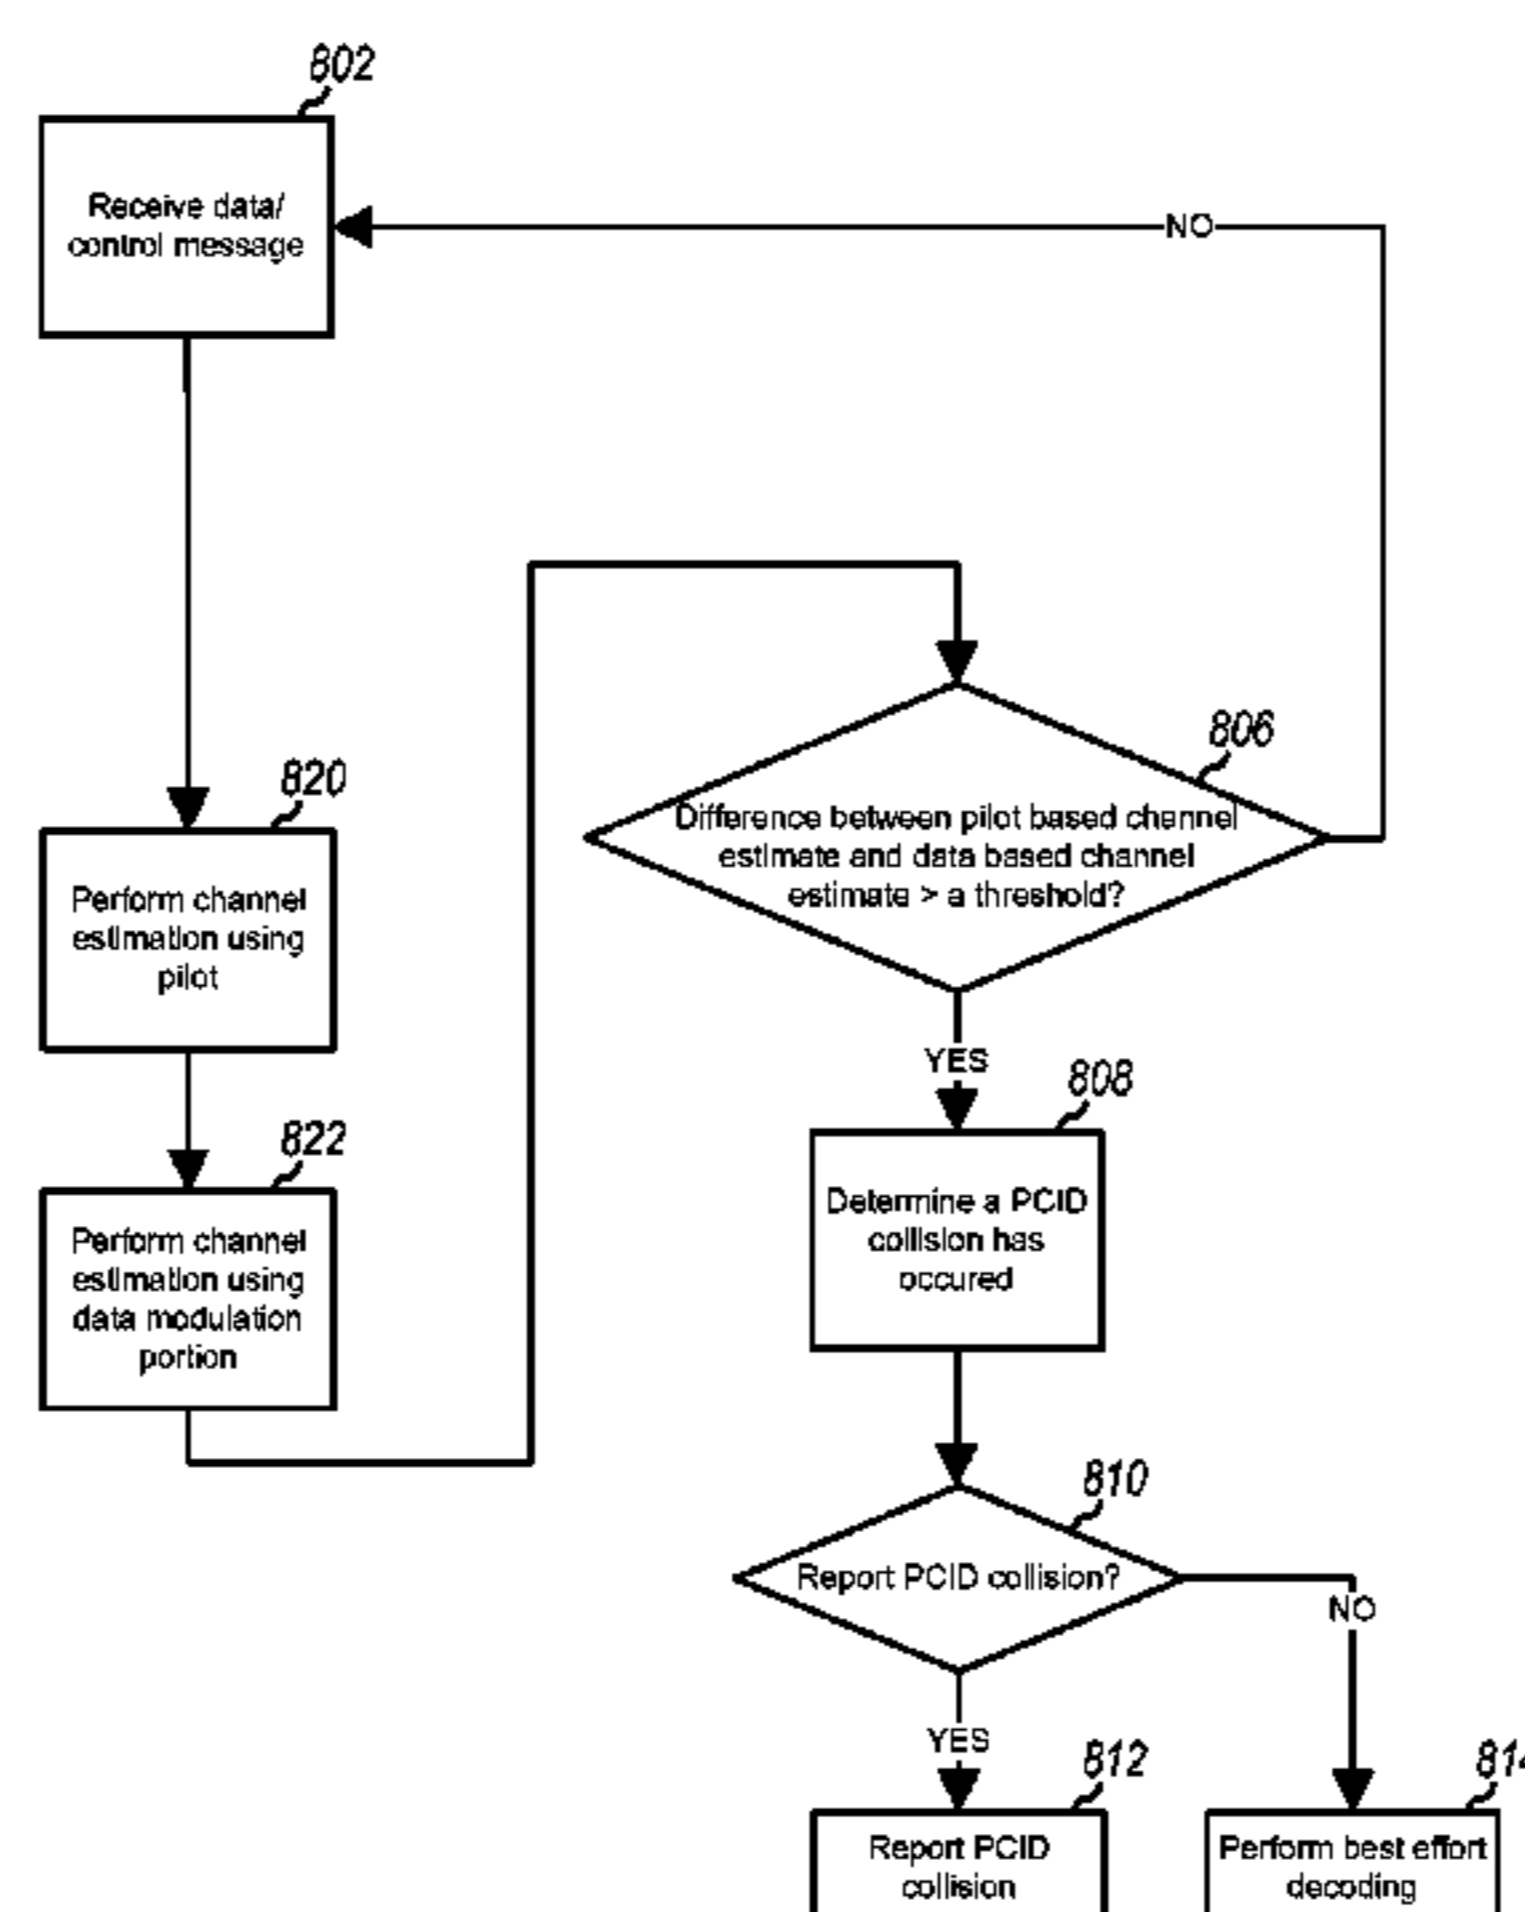 802
Receive data/
control message
NO
820
Perform channel
estimation using
pilot
822
Perform channel
estimation using
data modulation
portion
806
Difference between pilot based channel
estimate and data based channel
estimate > a threshold?
YES
808
Determine a PCID
collision has
occured
810
Report PCID collision?
NO
YES
812
Report PCID
collision
814
Perform best effort
decoding